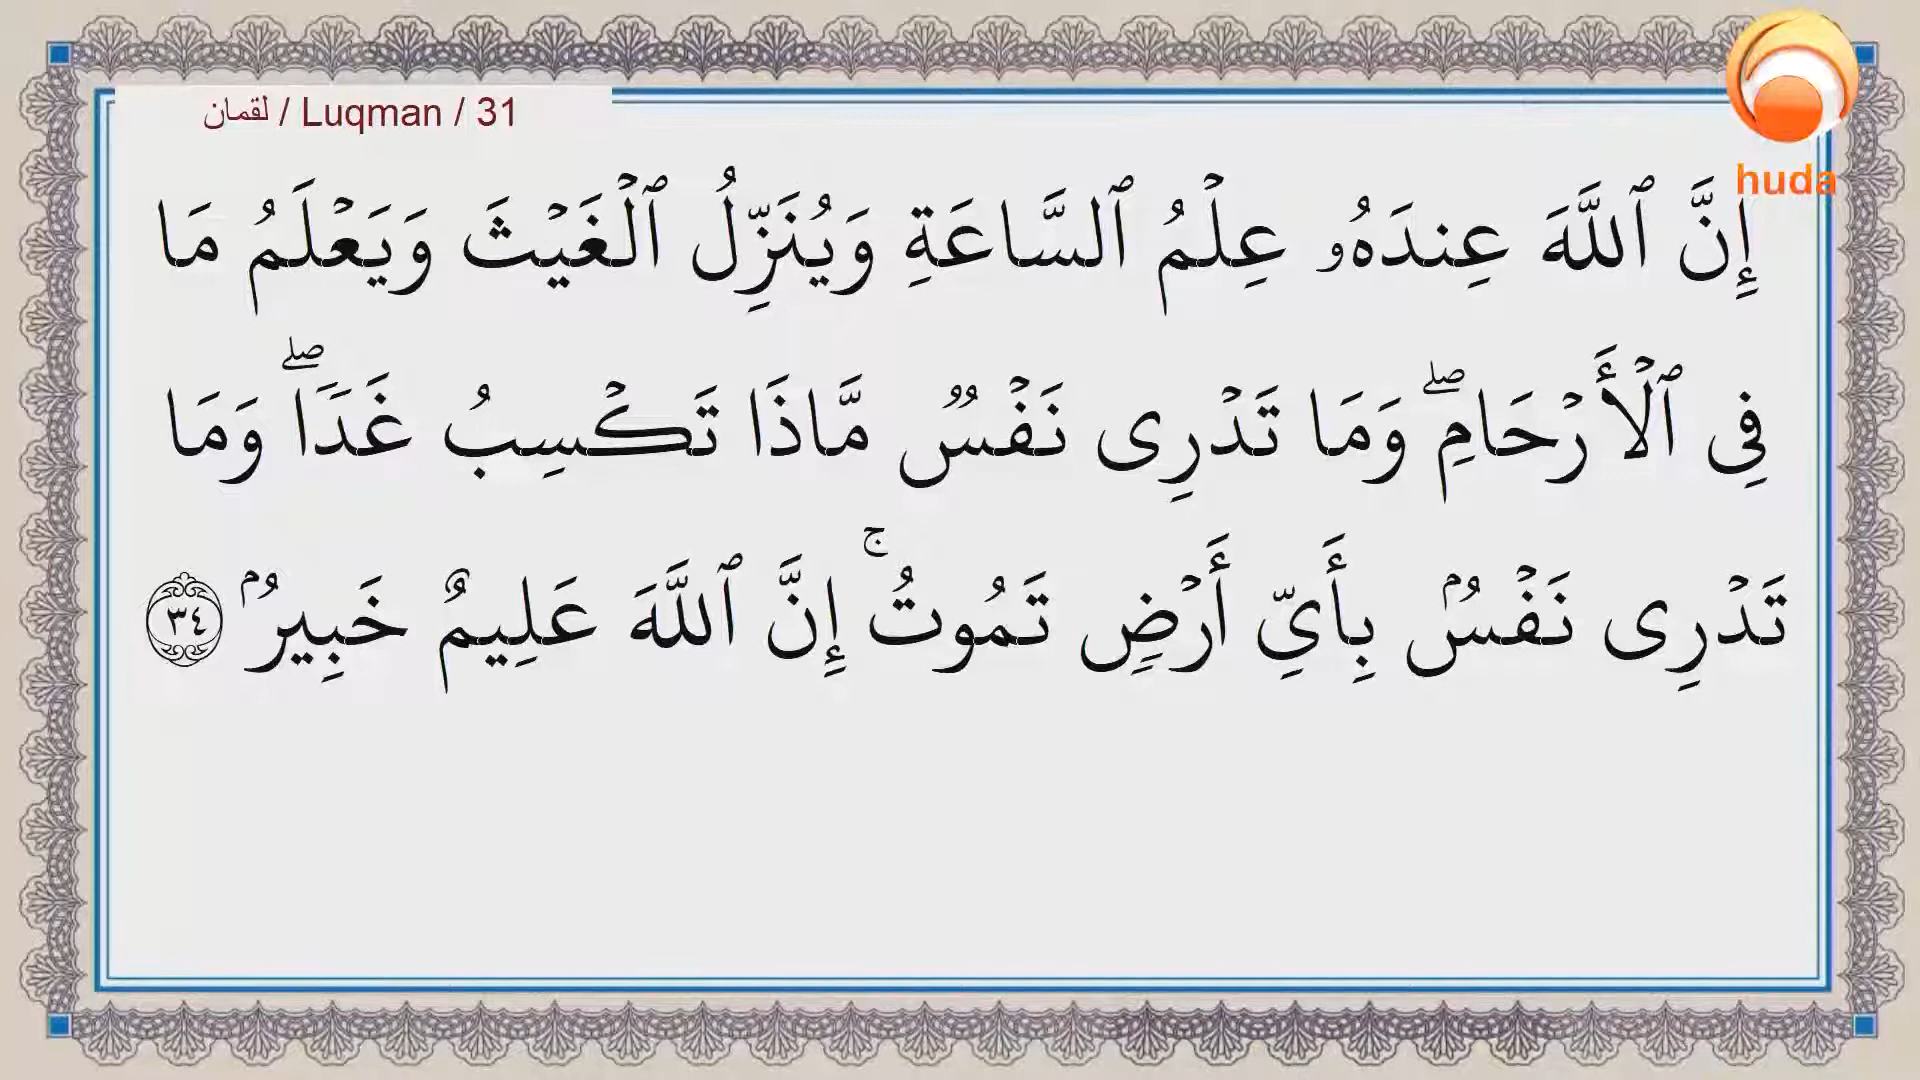 لقمان / Luqman / 31
huda
إِنَّ ٱللَّهَ عِندَهُۥ عِلۡمُ ٱلسَّاعَةِ وَيُنَزِّلُ ٱلۡغَيۡثَ وَيَعۡلَمُ مَا
فِى ٱلۡأَرۡحَامِۖ وَمَا تَدۡرِى نَفۡسٞ مَّاذَا تَكۡسِبُ غَدٗاۖ وَمَا
تَدۡرِى نَفۡسُۢ بِأَىِّ أَرۡضٖ تَمُوتُۚ إِنَّ ٱللَّهَ عَلِيمٌ خَبِيرُۢ ٣٤